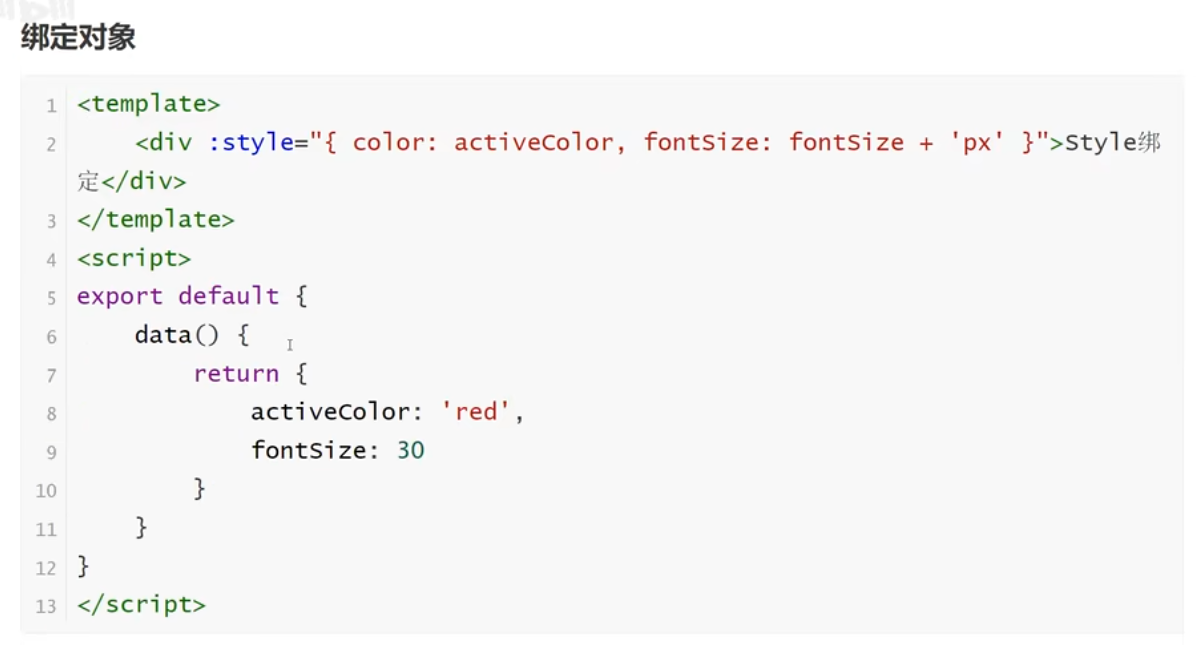 绑定对象
1 <template>
2     <div :style="{ color: activeColor, fontSize: fontSize + 'px' }">Style绑
定</div>
3 </template>
4 <script>
5 export default {
6     data() {
7         return {
8             activeColor: 'red',
9             fontSize: 30
10         }
11     }
12 }
13 </script>